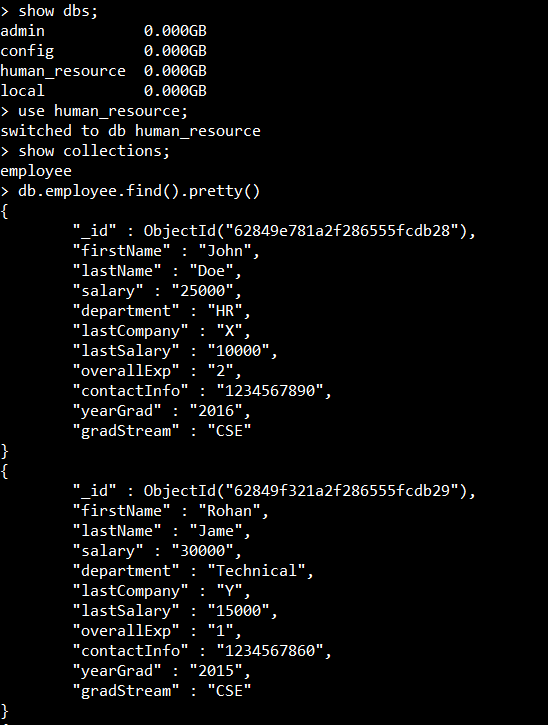 > show dbs;
admin 0.000GB
config 0.000GB
human_resource 0.000GB
local 0.000GB
> use human_resource;
switched to db human_resource
> show collections;
employee
> db.employee.find().pretty()
{
"_id" : ObjectId("62849e781a2f286555fcdb28"),
"firstName" : "John",
"lastName" : "Doe",
"salary" : "25000",
"department" : "HR",
"lastCompany" : "X",
"lastSalary" : "10000",
"overallExp" : "2",
"contactInfo" : "1234567890",
"yearGrad" : "2016",
"gradStream" : "CSE"
}
{
"_id" : ObjectId("62849f321a2f286555fcdb29"),
"firstName" : "Rohan",
"lastName" : "Jame",
"salary" : "30000",
"department" : "Technical",
"lastCompany" : "Y",
"lastSalary" : "15000",
"overallExp" : "1",
"contactInfo" : "1234567860",
"yearGrad" : "2015",
"gradStream" : "CSE"
}